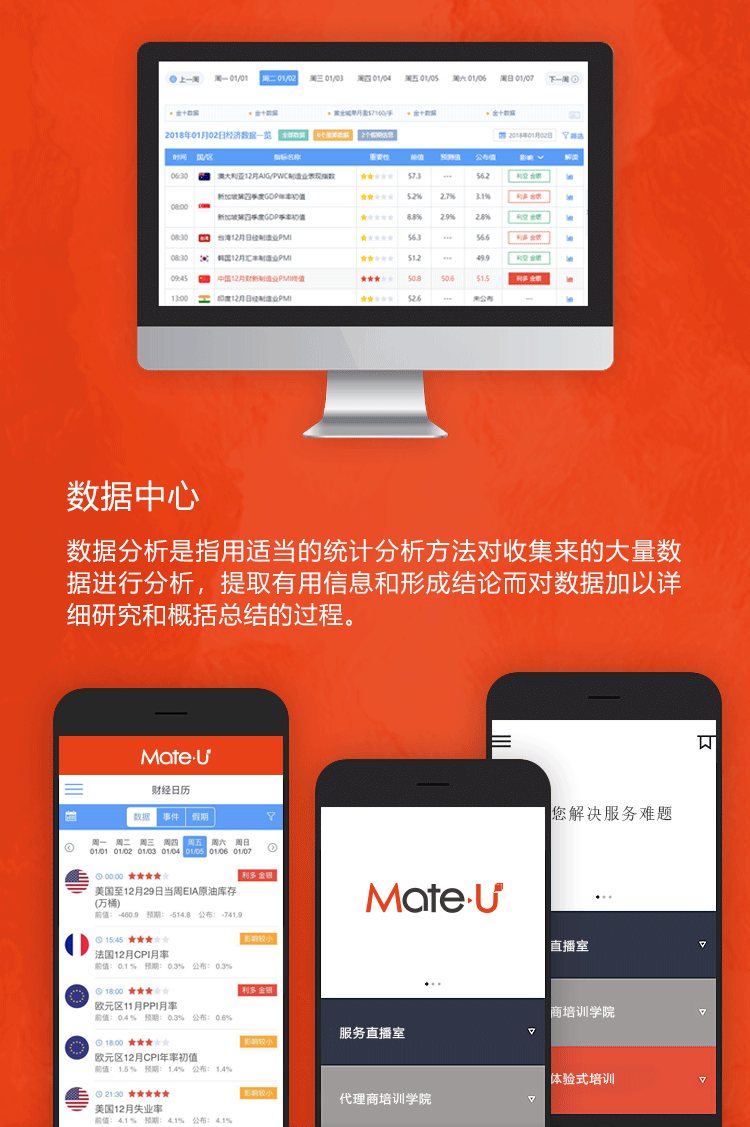 上一周 周一 01/01 周二 01/02 周三 01/03 周四 01/04 周五 01/05 周六 01/06 周日 01/07 下一周
金十数据 金十数据 金十数据 金十数据
2018年01月02日经济数据一览 全部数据 2018年01月02日 筛选
时间 国/区 指标名称 重要性 前值 预测值 公布值 影响 解读
06:30 澳大利亚12月AIG/PWC制造业表现指数 57.3 --- 56.2 利空 金银
08:00 新加坡第四季度GDP年率初值 5.2% 2.7% 3.1% 利多 金银
新加坡第四季度GDP季率初值 8.8% 2.9% 2.8% 利空 金银
08:30 台湾 台湾12月日经制造业PMI 56.3 --- 56.6 利多 金银
08:30 韩国12月汇丰制造业PMI 51.2 --- 49.9 利空 金银
09:45 中国12月财新制造业PMI终值 50.8 50.6 51.5 利多 金银
13:00 印度12月日经制造业PMI 52.6 --- 未公布 ---
数据中心
数据分析是指用适当的统计分析方法对收集来的大量数
据进行分析，提取有用信息和形成结论而对数据加以详
细研究和概括总结的过程。
Mate·U
财经日历
数据 事件 假期
周一 周二 周三 周四 周五 周六 周日
01/01 01/02 01/03 01/04 01/05 01/06 01/07
00:00 利多 金银
美国至12月29日当周EIA原油库存
(万桶)
前值: -460.9 预期: -514.8 公布: -741.9
15:45 影响较小
法国12月CPI月率
前值: 0.1 % 预期: 0.3% 公布: 0.3%
18:00 利多 金银
欧元区11月PPI月率
前值: 0.4 % 预期: 0.3% 公布: 0.6%
18:00 影响较小
欧元区12月CPI年率初值
前值: 1.5 % 预期: 1.4% 公布: 1.4%
21:30 影响较小
美国12月失业率
前值: 4.1 % 预期: 4.1% 公布: 4.1%
Mate·U
服务直播室
代理商培训学院
您解决服务难题
直播室
商培训学院
体验式培训